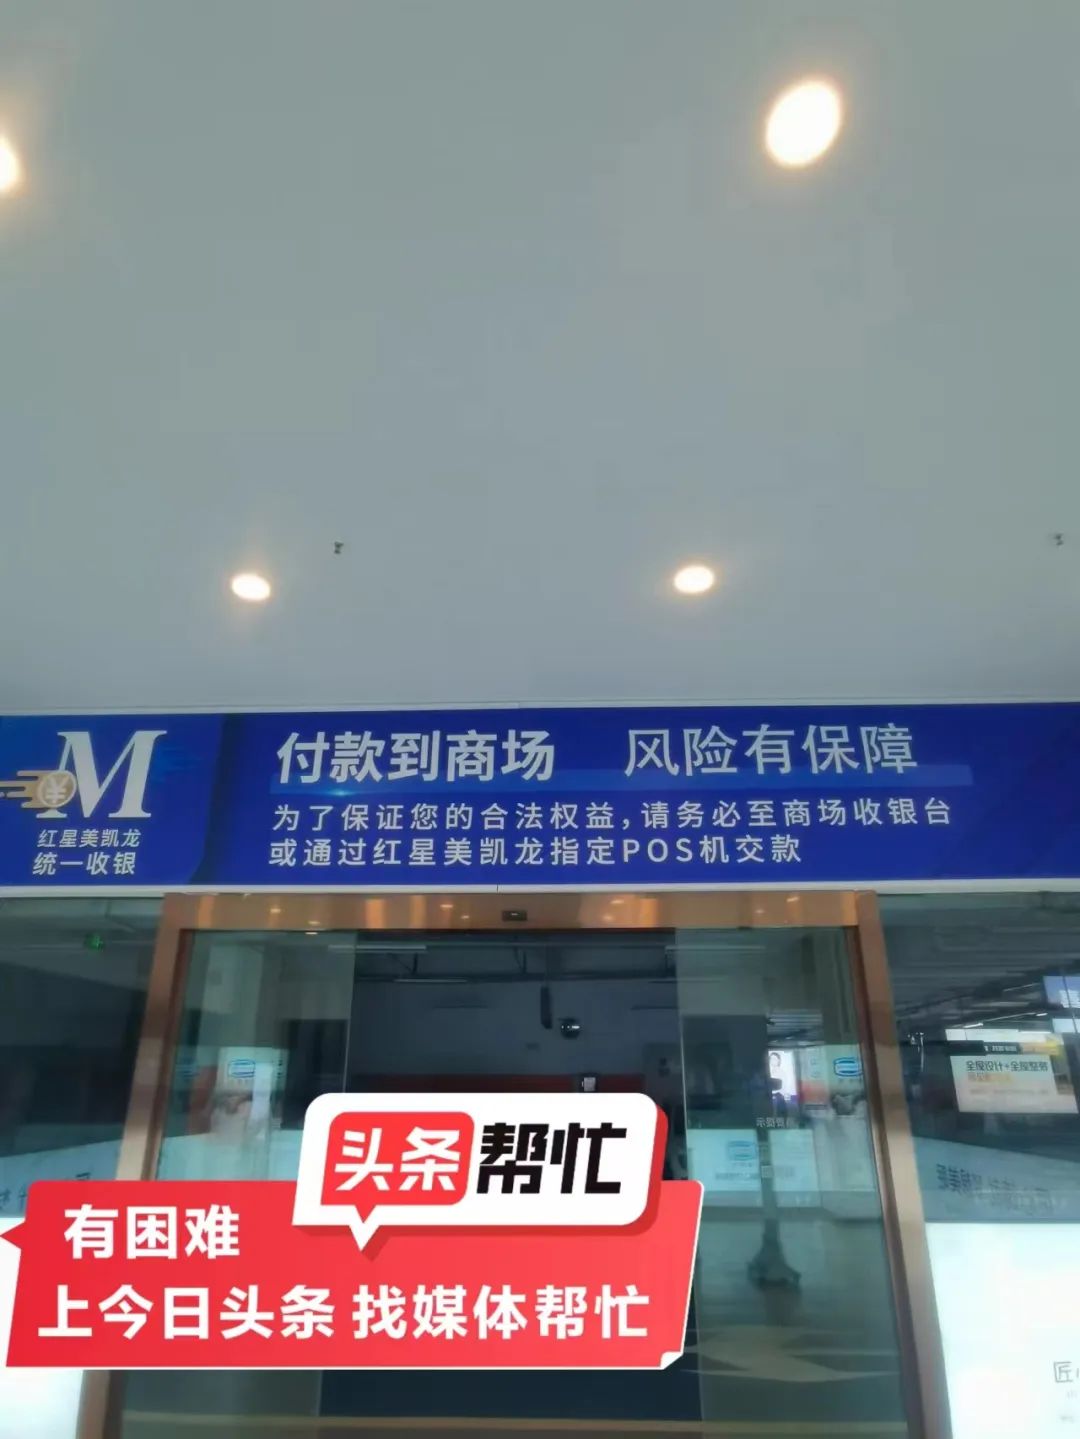 M
红星美凯龙
统一收银
付款到商场 风险有保障
为了保证您的合法权益,请务必至商场收银台
或通过红星美凯龙指定POS机交款
全屋设计+全屋整装
匠
头条帮忙
有困难
上今日头条 找媒体帮忙